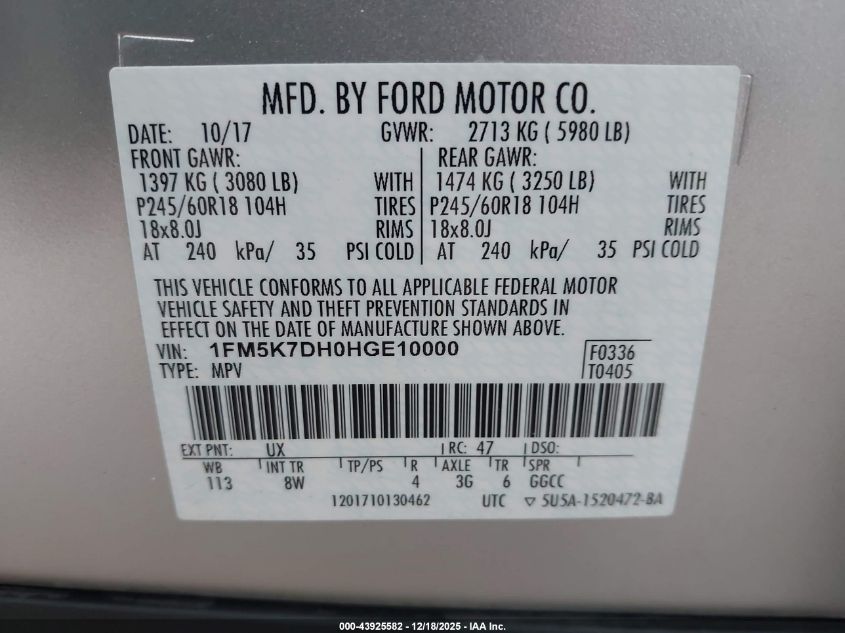 MFD. BY FORD MOTOR CO.
DATE: 10/17 GVWR: 2713 KG ( 5980 LB)
FRONT GAWR: REAR GAWR:
1397 KG ( 3080 LB) WITH 1474 KG ( 3250 LB) WITH
P245/60R18 104H TIRES P245/60R18 104H TIRES
18x8.0J RIMS 18x8.0J RIMS
AT 240 kPa/ 35 PSI COLD AT 240 kPa/ 35 PSI COLD
THIS VEHICLE CONFORMS TO ALL APPLICABLE FEDERAL MOTOR
VEHICLE SAFETY AND THEFT PREVENTION STANDARDS IN
EFFECT ON THE DATE OF MANUFACTURE SHOWN ABOVE.
VIN: 1FM5K7DH0HGE10000 F0336
TYPE: MPV T0405
EXT PNT: UX RC: 47 DSO:
WB INT TR TP/PS R AXLE TR SPR
113 8W 4 3G 6 GGCC
1201710130462 UTC ▽ 5U5A-1520472-BA
000-43925582 - 12/18/2025 - IAA Inc.